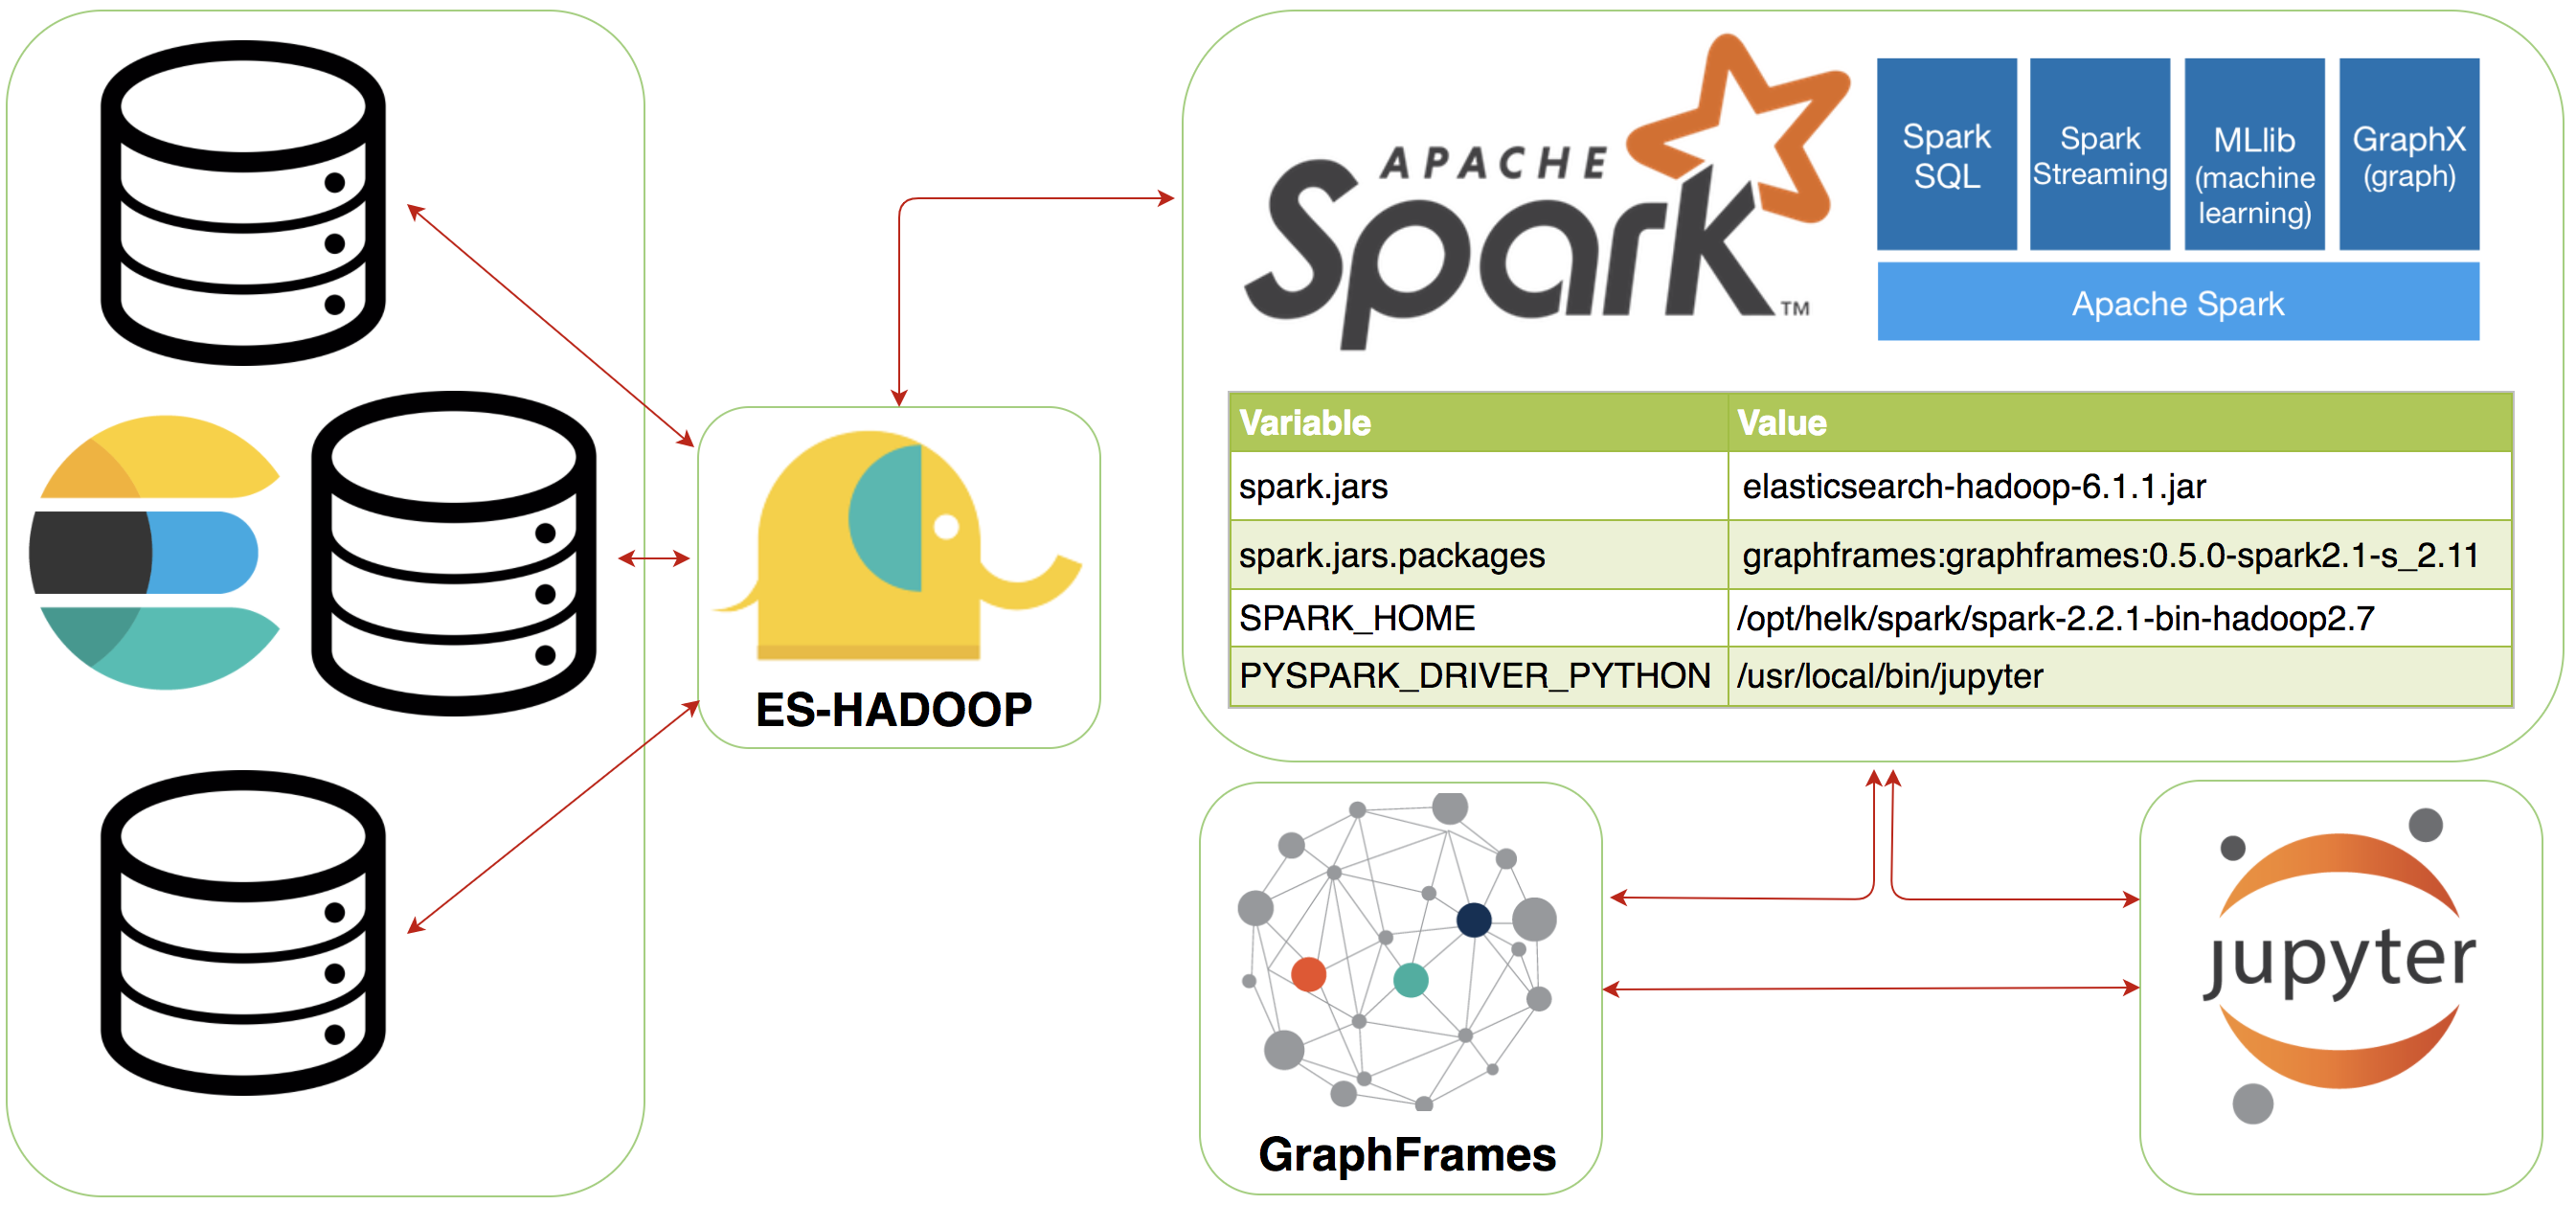 APACHE
Spark™
Spark
SQL
Spark
Streaming
MLlib
(machine
learning)
GraphX
(graph)
Apache Spark
Variable Value
spark.jars elasticsearch-hadoop-6.1.1.jar
spark.jars.packages graphframes:graphframes:0.5.0-spark2.1-s_2.11
SPARK_HOME /opt/helk/spark/spark-2.2.1-bin-hadoop2.7
PYSPARK_DRIVER_PYTHON /usr/local/bin/jupyter
ES-HADOOP
GraphFrames
jupyter